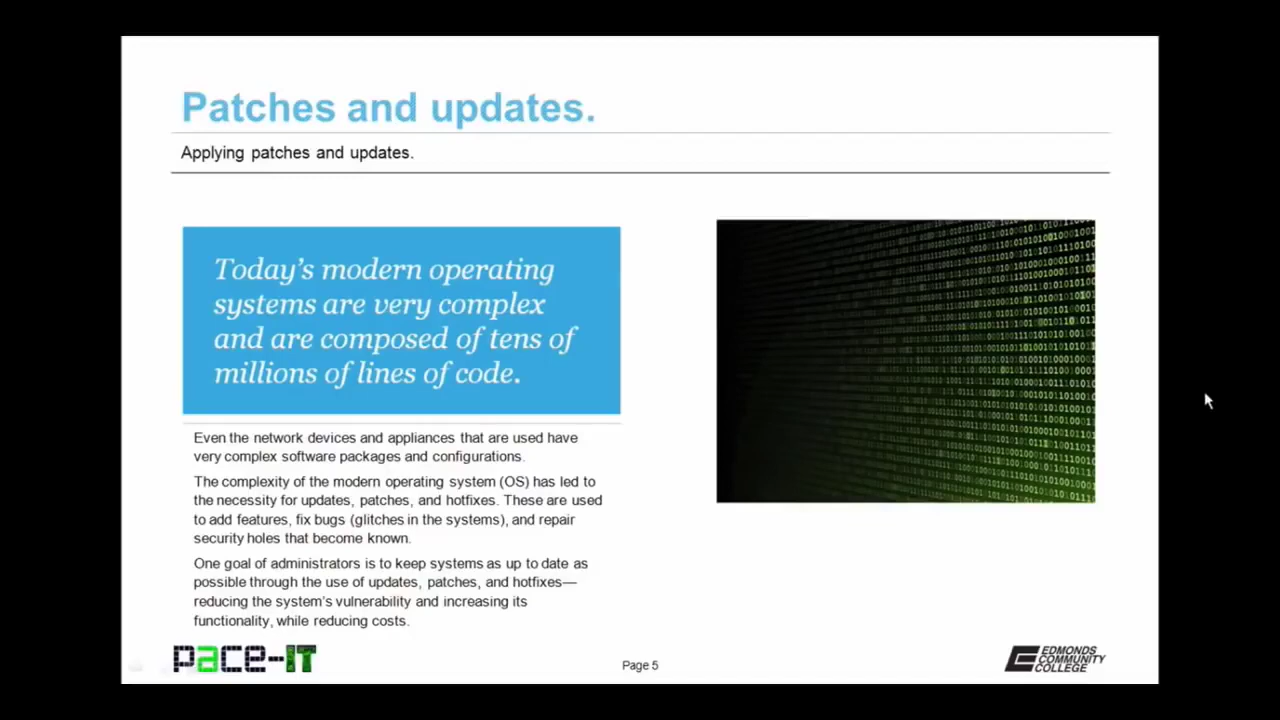 Patches and updates.
Applying patches and updates.
Today's modern operating
systems are very complex
and are composed of tens of
millions of lines of code.
Even the network devices and appliances that are used have
very complex software packages and configurations.
The complexity of the modern operating system (OS) has led to
the necessity for updates, patches, and hotfixes. These are used
to add features, fix bugs (glitches in the systems), and repair
security holes that become known.
One goal of administrators is to keep systems as up to date as
possible through the use of updates, patches, and hotfixes—
reducing the system's vulnerability and increasing its
functionality, while reducing costs.
pace-IT
Page 5
EDMONDS
COMMUNITY
COLLEGE